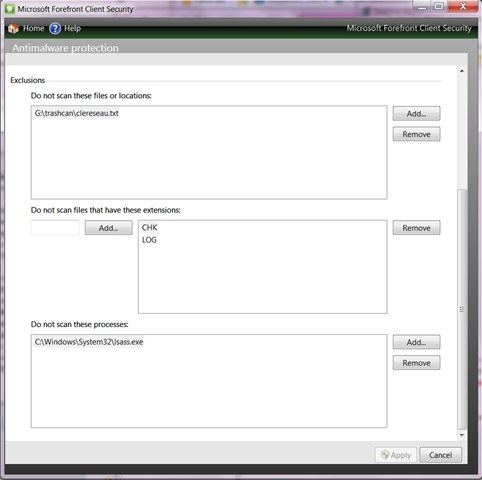 Microsoft Forefront Client Security
Home Help Microsoft Forefront Client Security
Antimalware protection
Exclusions
Do not scan these files or locations:
G:\trashcan\clereseau.txt
Add...
Remove
Do not scan files that have these extensions:
Add...
CHK
LOG
Remove
Do not scan these processes:
C:\Windows\System32\lsass.exe
Add...
Remove
Apply Cancel